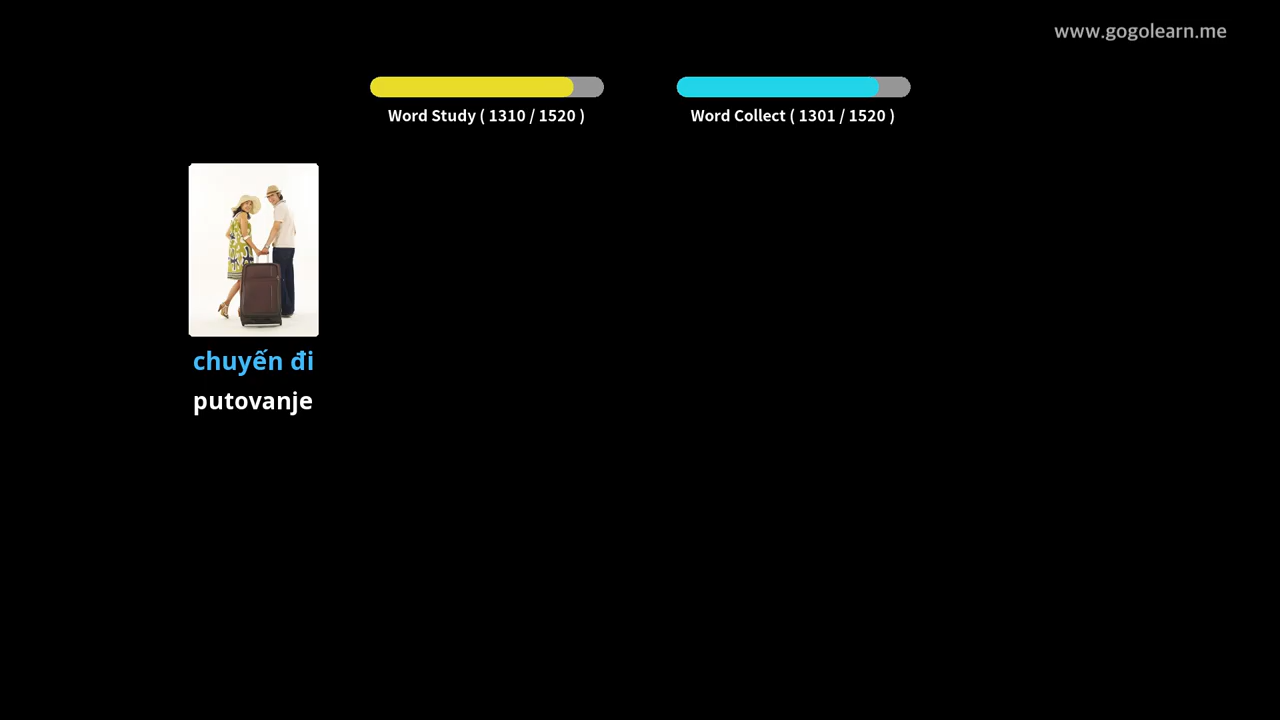 www.gogolearn.me
Word Study ( 1310 / 1520 )
Word Collect ( 1301 / 1520 )
chuyến đi
putovanje